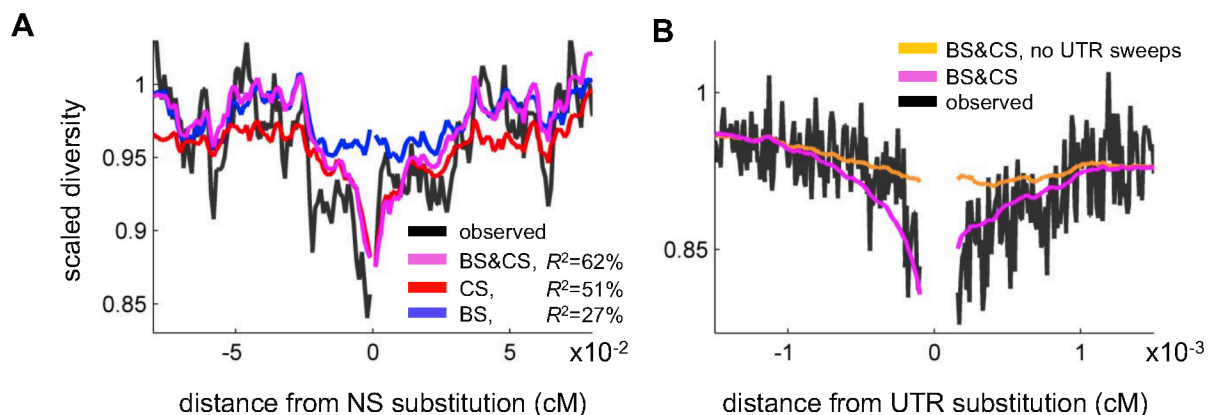 A
scaled diversity
1
0.95
0.9
0.85
observed
BS&CS, R²=62%
CS, R²=51%
BS, R²=27%
-5
0
5
x10⁻²
distance from NS substitution (cM)
B
BS&CS, no UTR sweeps
BS&CS
observed
1
0.85
-1
0
1
x10⁻³
distance from UTR substitution (cM)